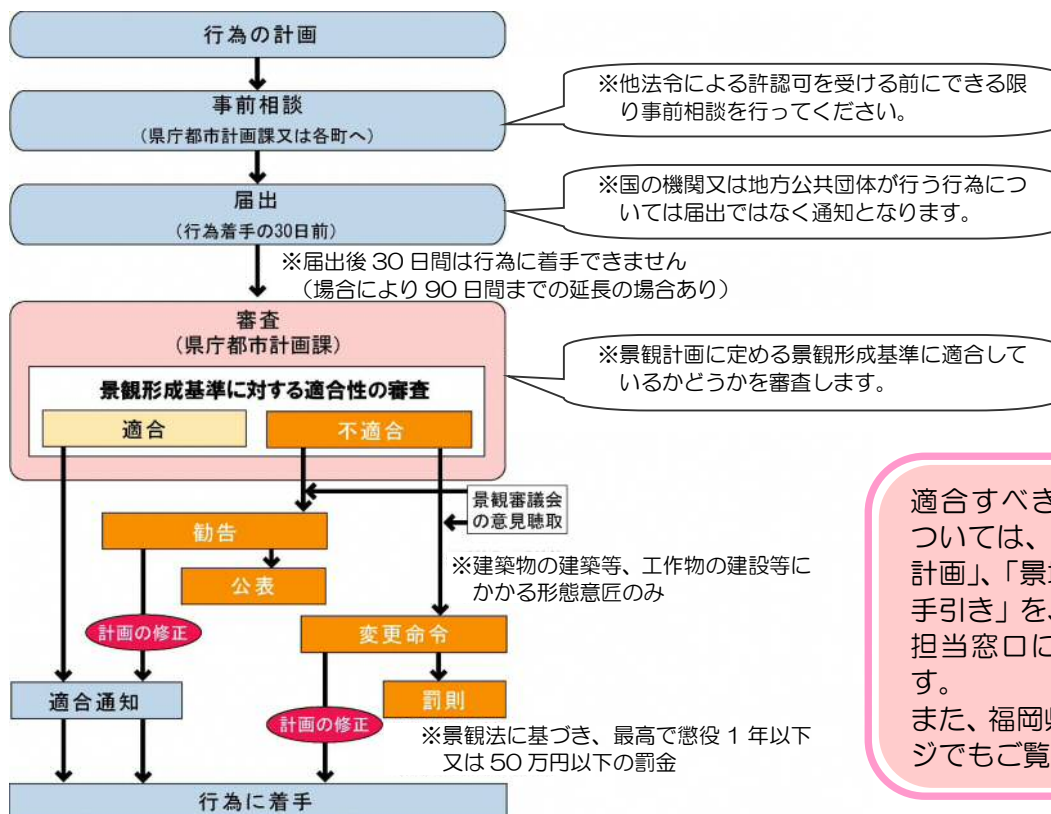 行為の計画
事前相談
（県庁都市計画課又は各町へ）
※他法令による許認可を受ける前にできる限
り事前相談を行ってください。
届出
（行為着手の30日前）
※国の機関又は地方公共団体が行う行為につ
いては届出ではなく通知となります。
※届出後 30 日間は行為に着手できません
（場合により 90 日間までの延長の場合あり）
審査
（県庁都市計画課）
※景観計画に定める景観形成基準に適合して
いるかどうかを審査します。
景観形成基準に対する適合性の審査
適合
不適合
景観審議会
の意見聴取
勧告
公表
※建築物の建築等、工作物の建設等に
かかる形態意匠のみ
計画の修正
変更命令
適合通知
罰則
計画の修正
※景観法に基づき、最高で懲役 1 年以下
又は 50 万円以下の罰金
行為に着手
適合すべき
ついては、
計画」、「景
手引き」を、
担当窓口に
す。
また、福岡県
ジでもご覧